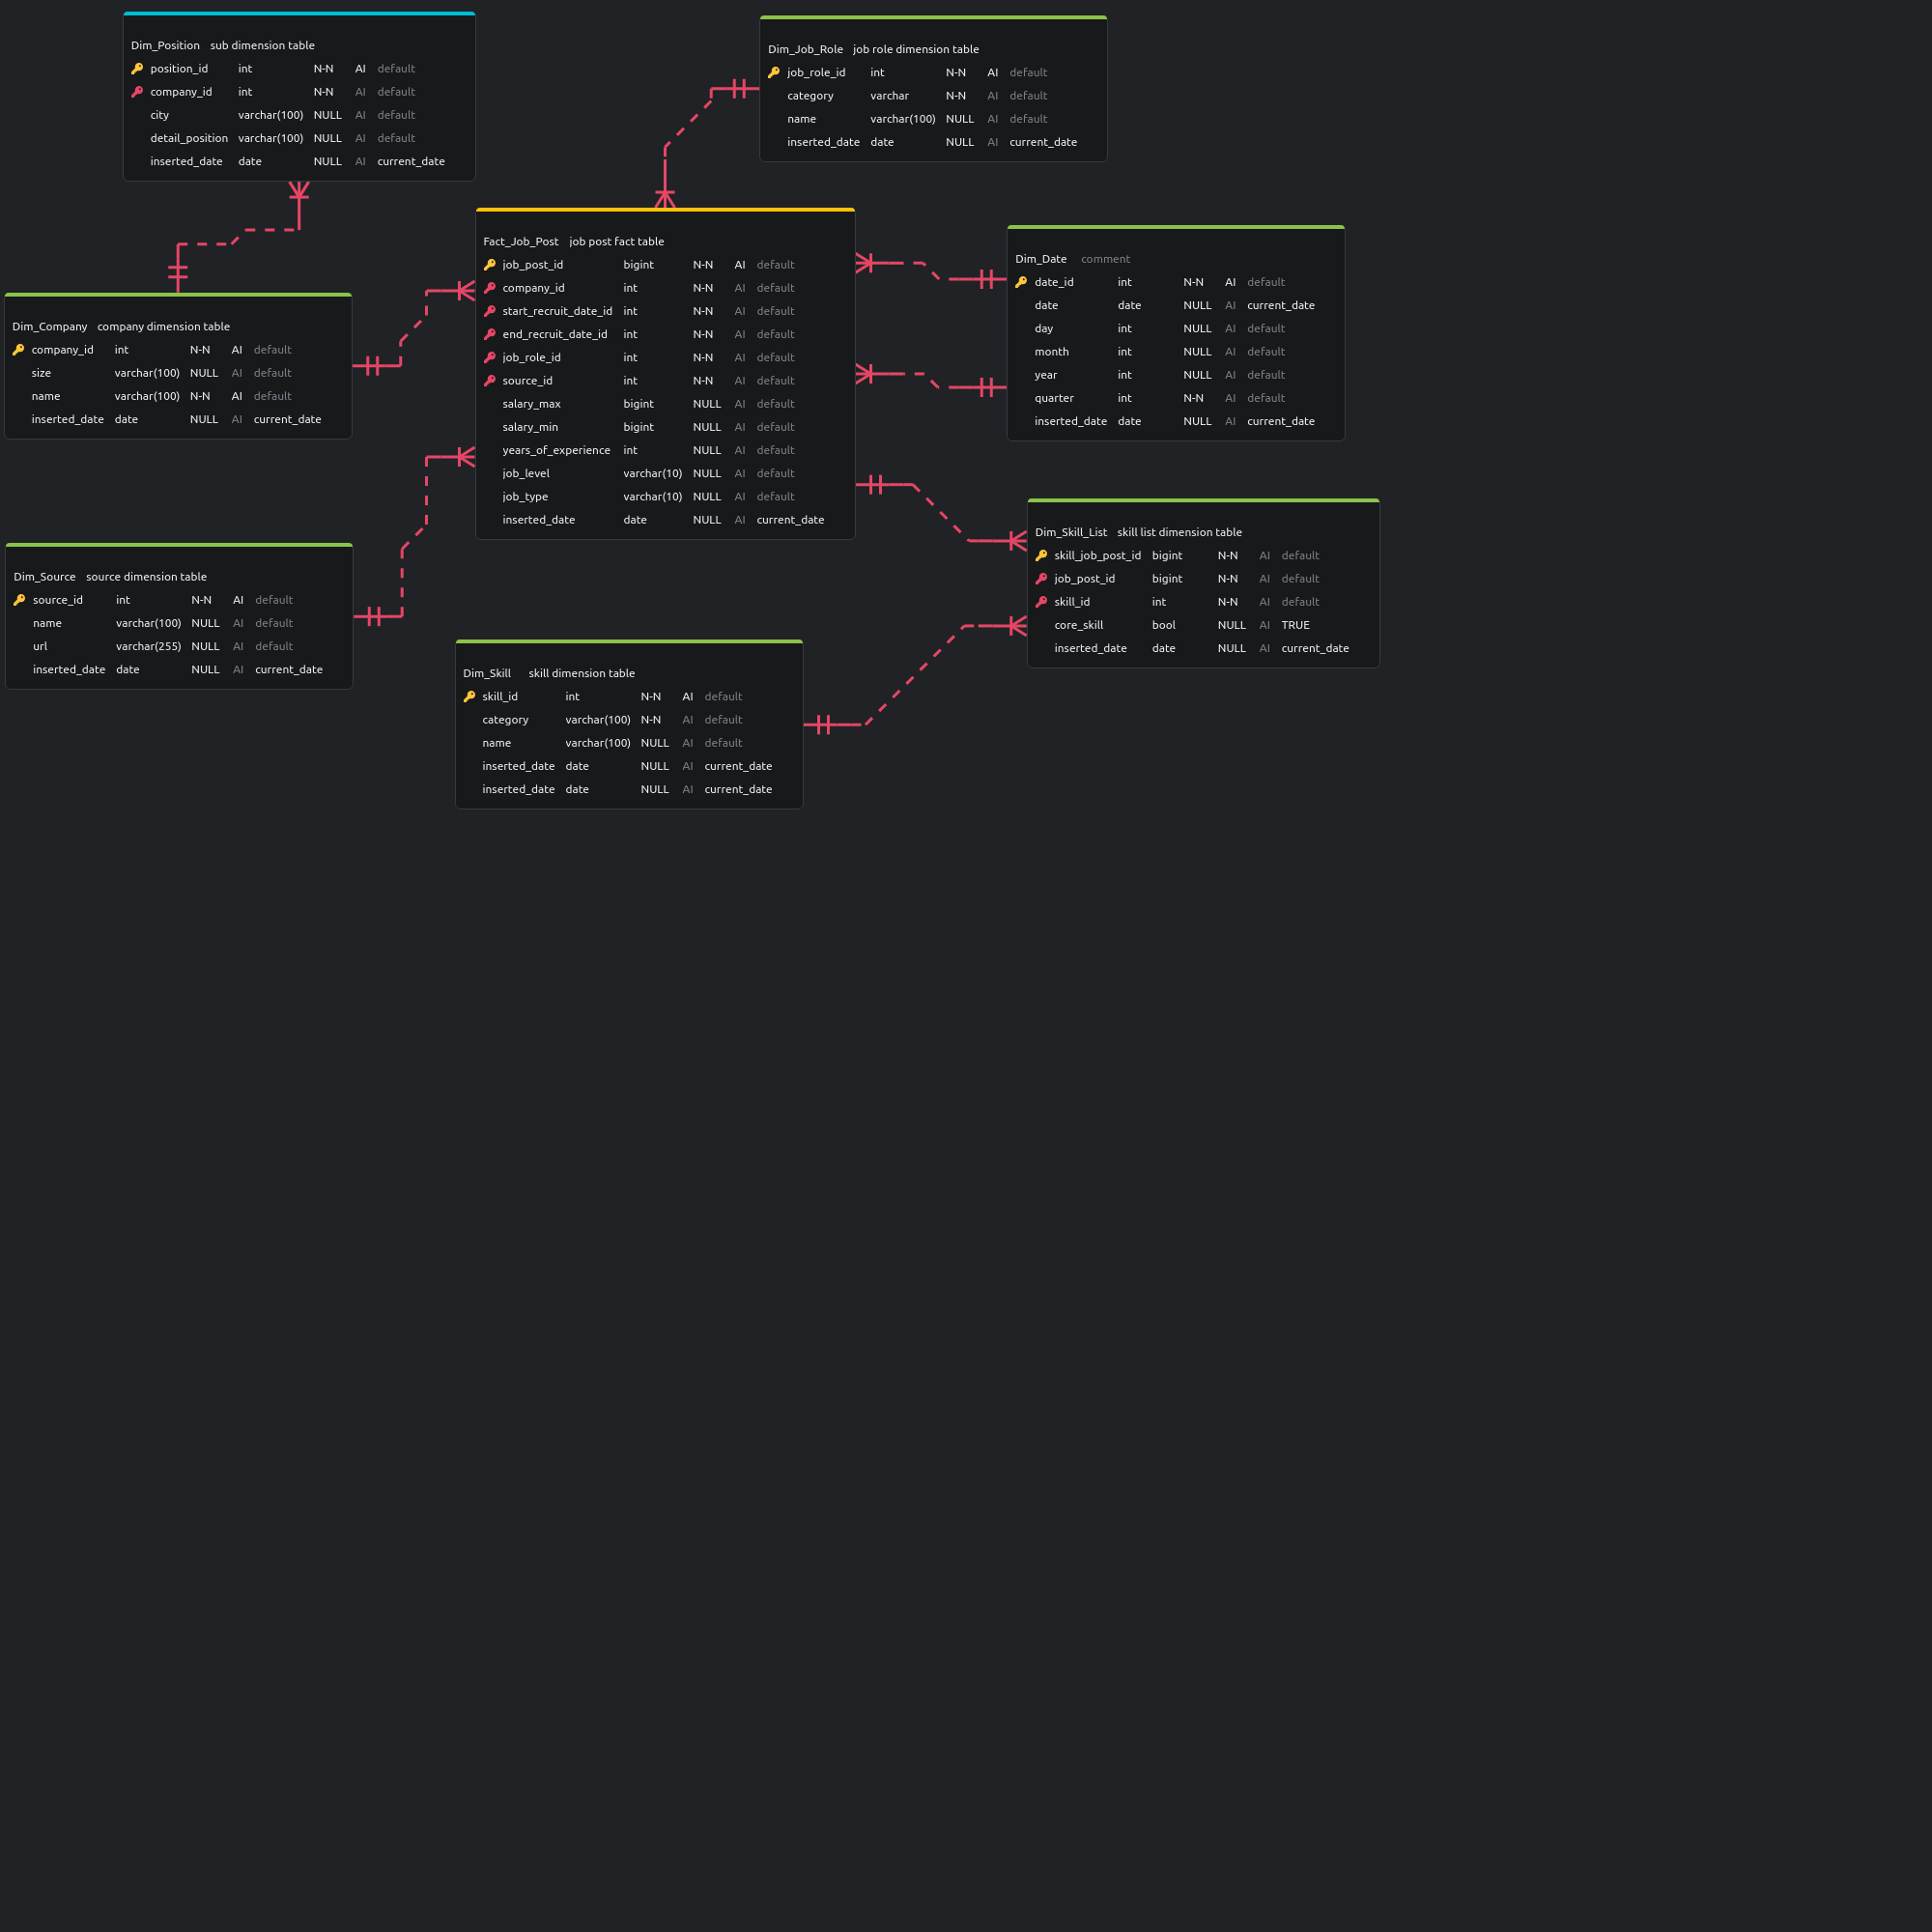 Dim_Position sub dimension table
position_id int N-N AI default
company_id int N-N AI default
city varchar(100) NULL AI default
detail_position varchar(100) NULL AI default
inserted_date date NULL AI current_date
Dim_Job_Role job role dimension table
job_role_id int N-N AI default
category varchar N-N AI default
name varchar(100) NULL AI default
inserted_date date NULL AI current_date
Fact_Job_Post job post fact table
job_post_id bigint N-N AI default
company_id int N-N AI default
start_recruit_date_id int N-N AI default
end_recruit_date_id int N-N AI default
job_role_id int N-N AI default
source_id int N-N AI default
salary_max bigint NULL AI default
salary_min bigint NULL AI default
years_of_experience int NULL AI default
job_level varchar(10) NULL AI default
job_type varchar(10) NULL AI default
inserted_date date NULL AI current_date
Dim_Date comment
date_id int N-N AI default
date date NULL AI current_date
day int NULL AI default
month int NULL AI default
year int NULL AI default
quarter int N-N AI default
inserted_date date NULL AI current_date
Dim_Company company dimension table
company_id int N-N AI default
size varchar(100) NULL AI default
name varchar(100) N-N AI default
inserted_date date NULL AI current_date
Dim_Skill_List skill list dimension table
skill_job_post_id bigint N-N AI default
job_post_id bigint N-N AI default
skill_id int N-N AI default
core_skill bool NULL AI TRUE
inserted_date date NULL AI current_date
Dim_Source source dimension table
source_id int N-N AI default
name varchar(100) NULL AI default
url varchar(255) NULL AI default
inserted_date date NULL AI current_date
Dim_Skill skill dimension table
skill_id int N-N AI default
category varchar(100) N-N AI default
name varchar(100) NULL AI default
inserted_date date NULL AI current_date
inserted_date date NULL AI current_date